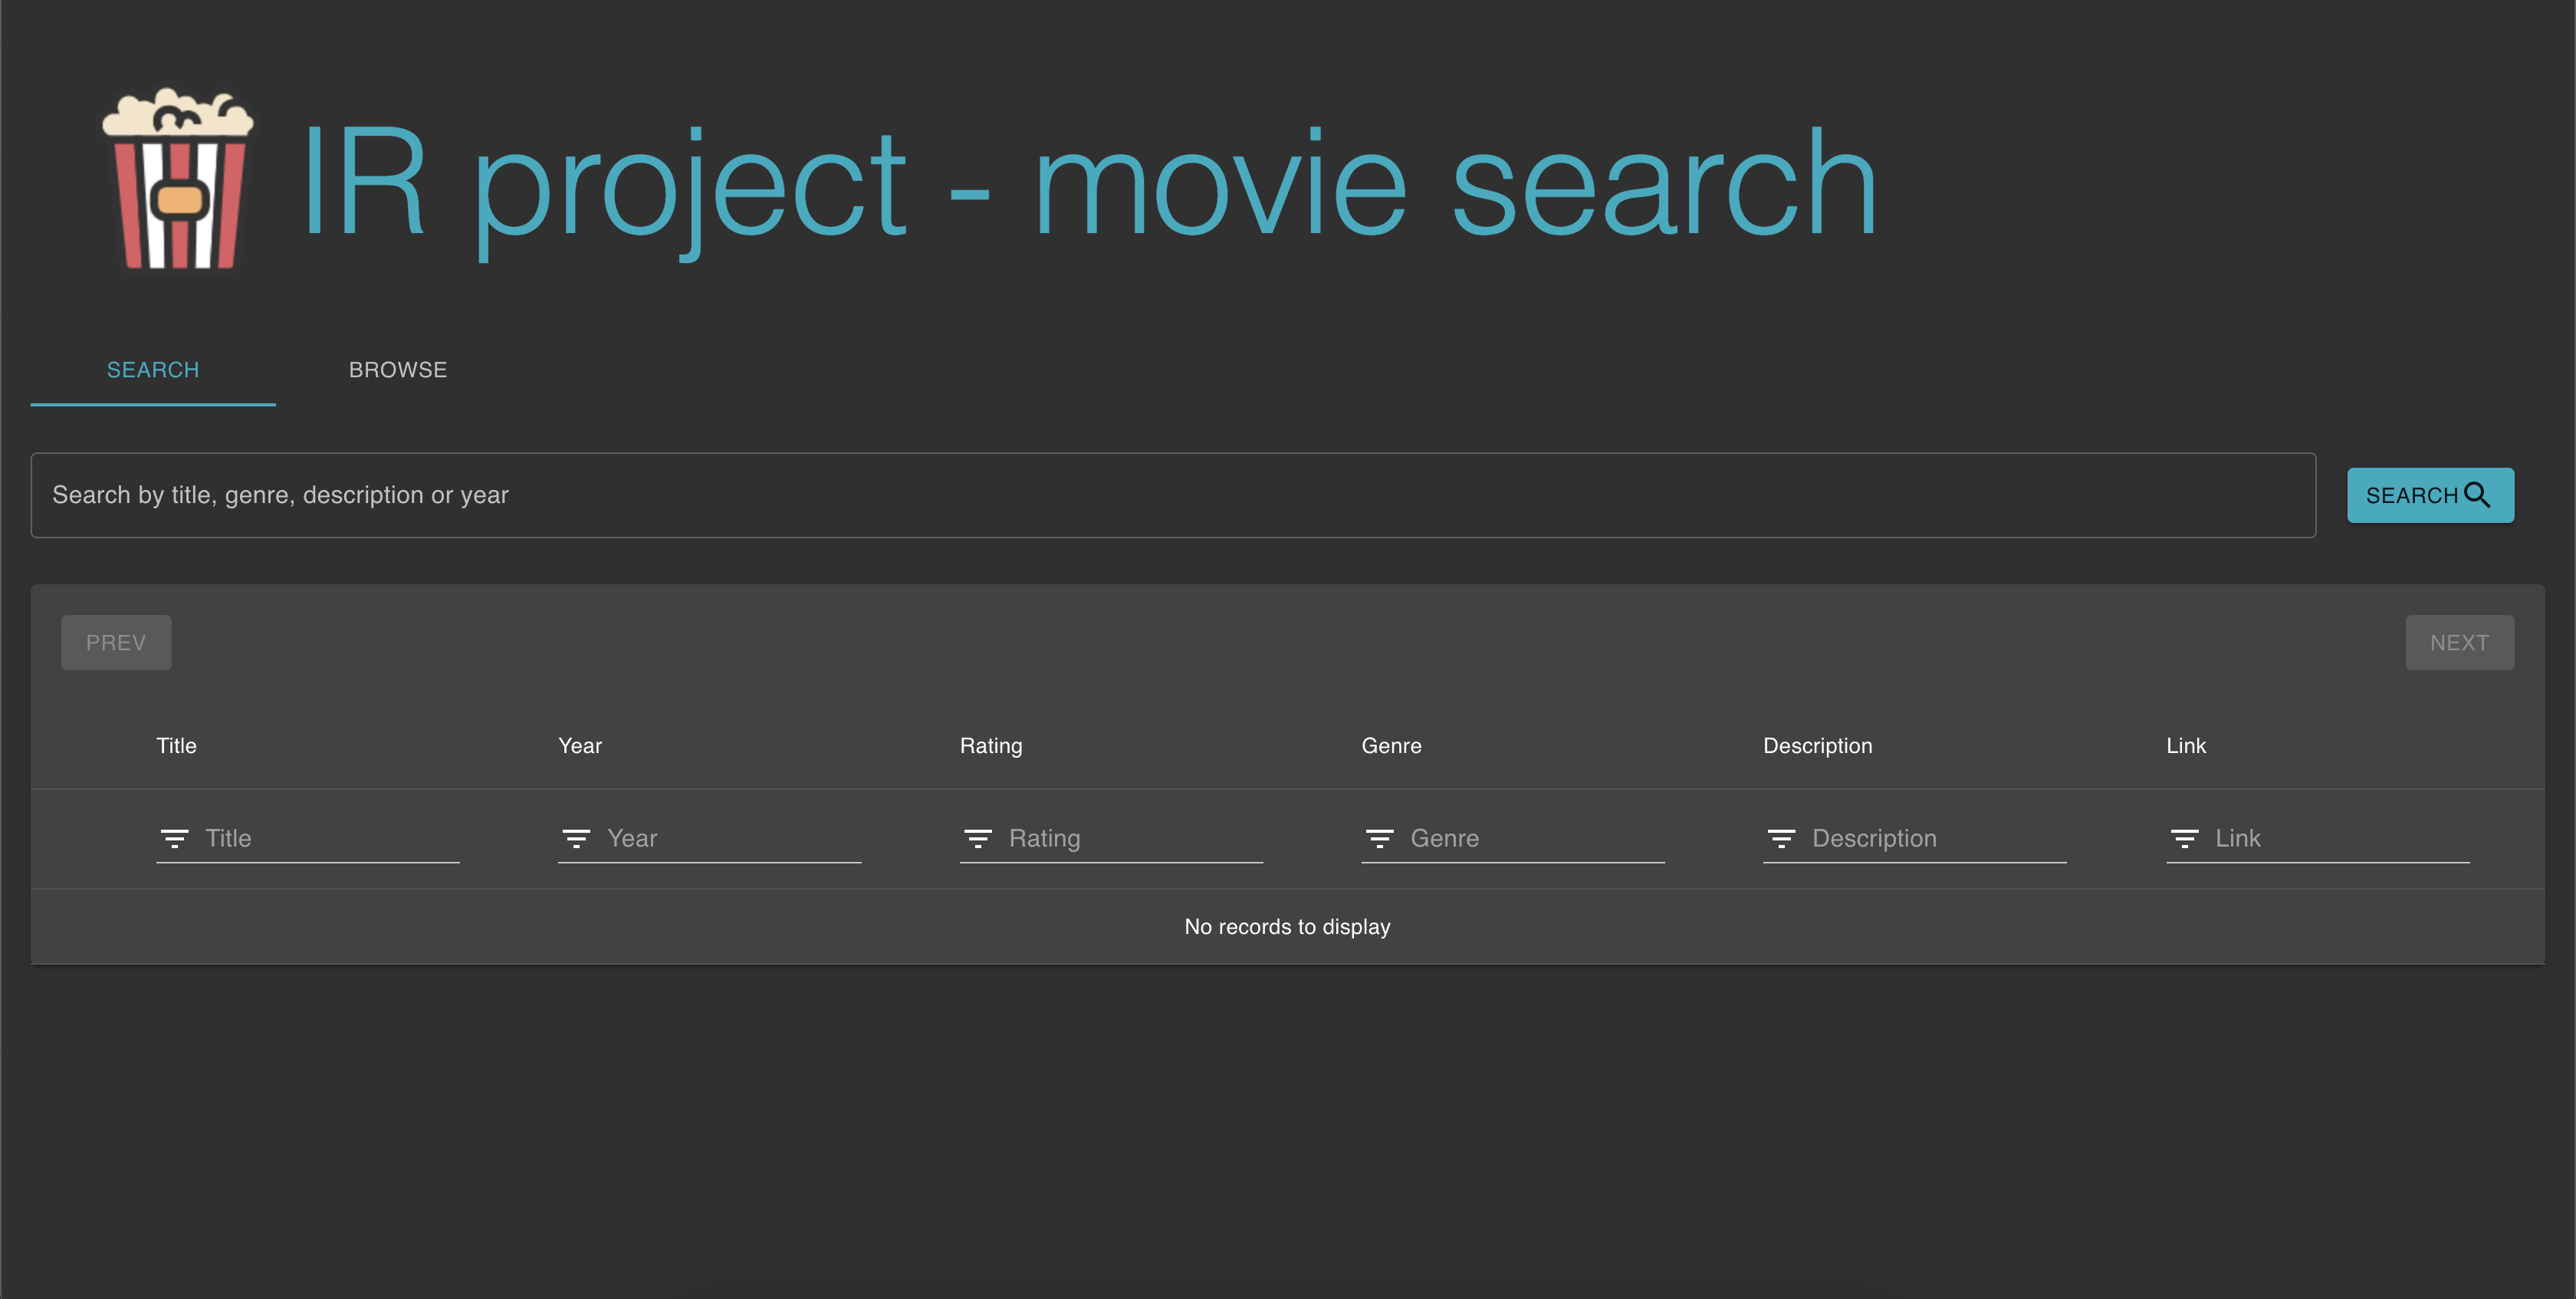 IR project - movie search
SEARCH BROWSE
Search by title, genre, description or year SEARCH
PREV NEXT
Title Year Rating Genre Description Link
Title Year Rating Genre Description Link
No records to display